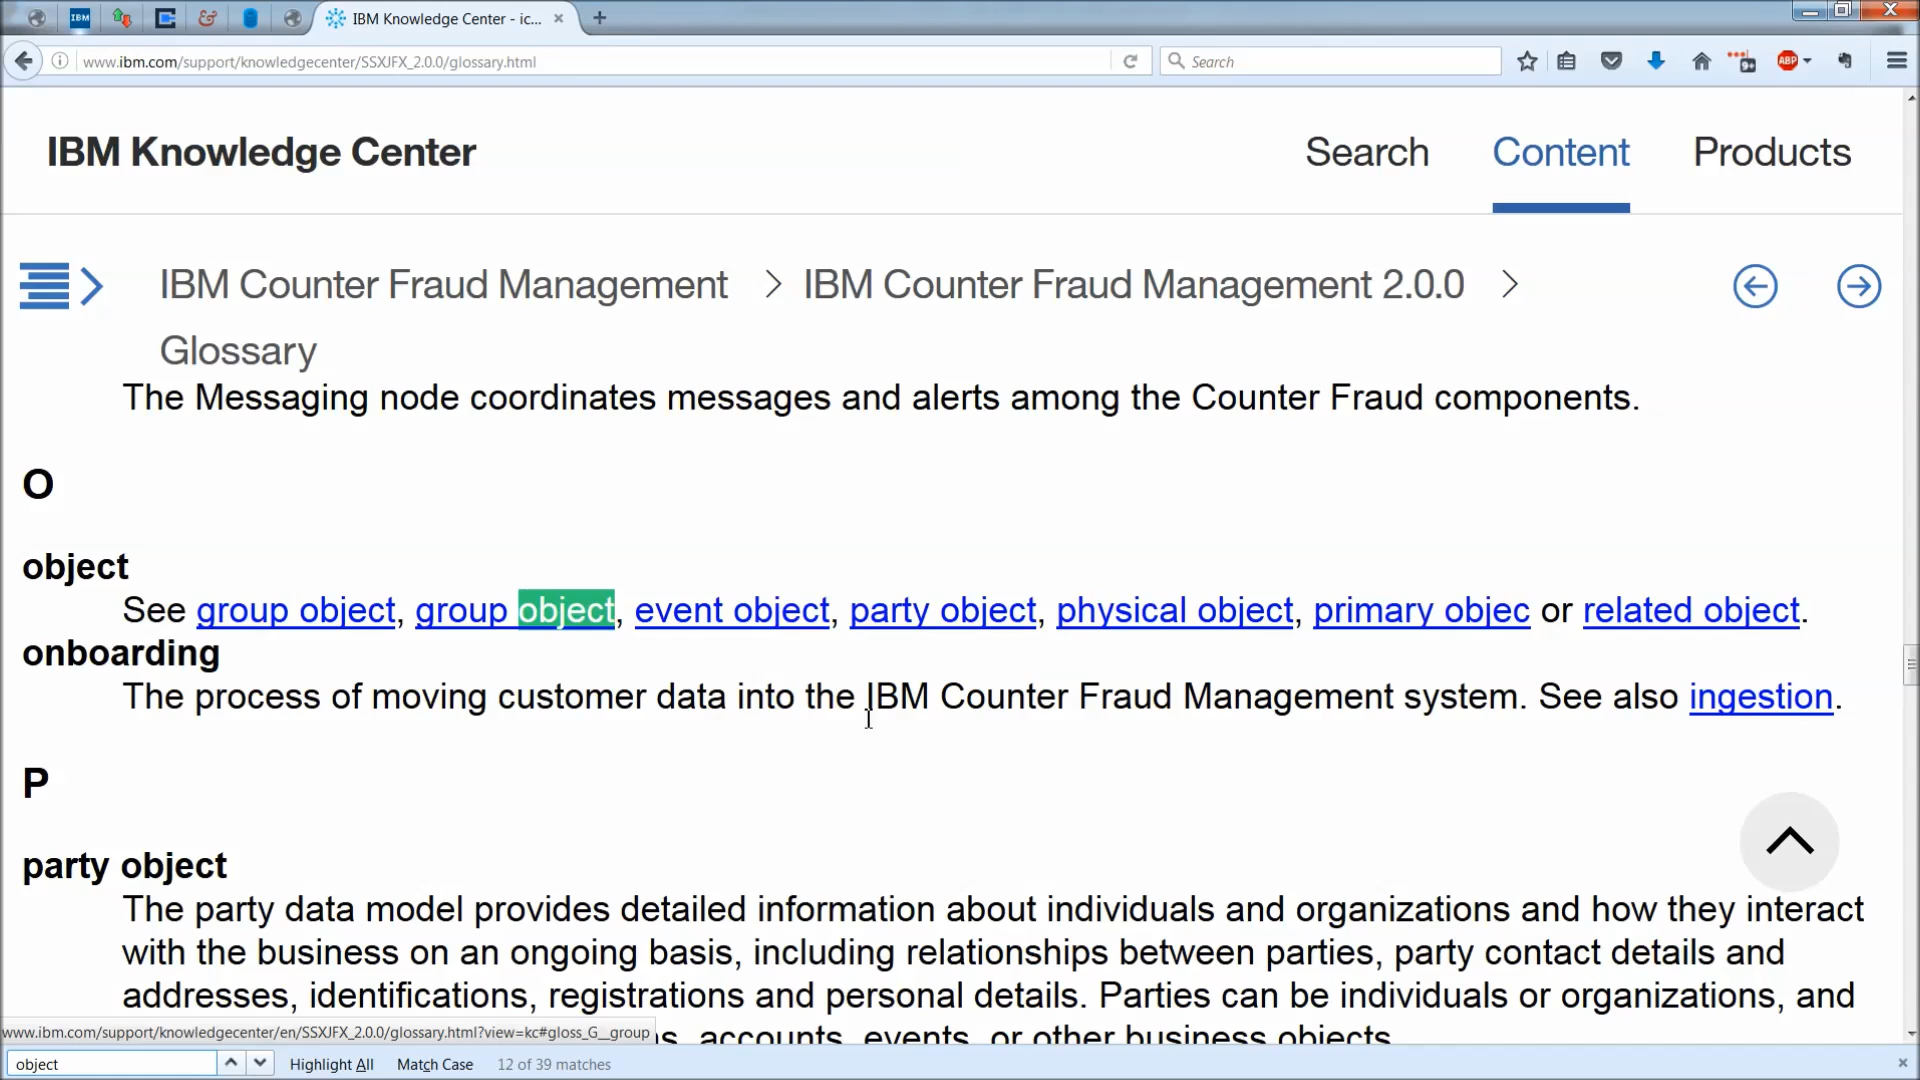 IBM Knowledge Center - ic...
www.ibm.com/support/knowledgecenter/SSXJFX_2.0.0/glossary.html
Search
IBM Knowledge Center
Search
Content
Products
IBM Counter Fraud Management > IBM Counter Fraud Management 2.0.0 >
Glossary
The Messaging node coordinates messages and alerts among the Counter Fraud components.
O
object
See group object, group object, event object, party object, physical object, primary objec or related object.
onboarding
The process of moving customer data into the IBM Counter Fraud Management system. See also ingestion.
P
party object
The party data model provides detailed information about individuals and organizations and how they interact
with the business on an ongoing basis, including relationships between parties, party contact details and
addresses, identifications, registrations and personal details. Parties can be individuals or organizations, and
accounts, events, or other business objects.
www.ibm.com/support/knowledgecenter/en/SSXJFX_2.0.0/glossary.html?view=kc#gloss_G__group
object
Highlight All
Match Case
12 of 39 matches